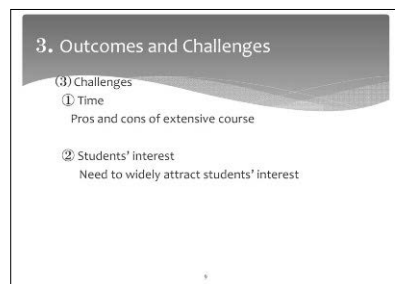 3. Outcomes and Challenges
(3) Challenges
① Time
Pros and cons of extensive course
② Students' interest
Need to widely attract students' interest